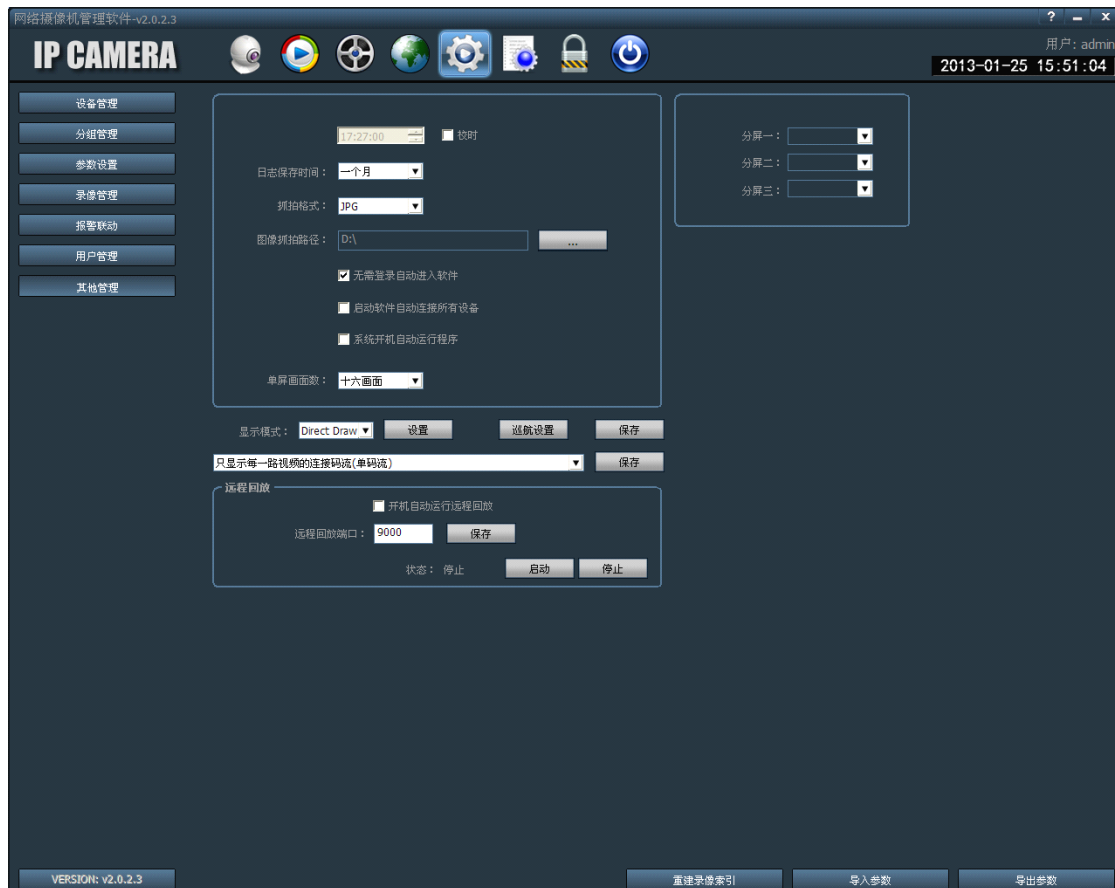 网络摄像机管理软件-v2.0.2.3
? – x
IP CAMERA
用户: admin
2013-01-25 15:51:04
设备管理
分组管理
参数设置
录像管理
报警联动
用户管理
其他管理
17:27:00 校时
日志保存时间： 一个月
抓拍格式： JPG
图像抓拍路径： D:\ ...
无需登录自动进入软件
启动软件自动连接所有设备
系统开机自动运行程序
单屏画面数： 十六画面
分屏一：
分屏二：
分屏三：
显示模式： Direct Draw 设置 巡航设置 保存
只显示每一路视频的连接码流(单码流) 保存
远程回放
开机自动运行远程回放
远程回放端口： 9000 保存
状态： 停止 启动 停止
VERSION: v2.0.2.3 重建录像索引 导入参数 导出参数